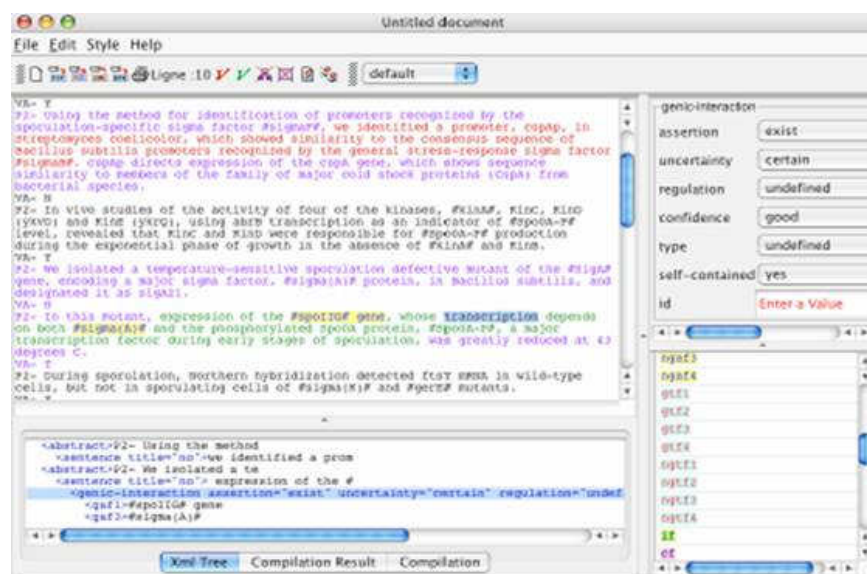 Untitled document
File Edit Style Help
Ligne :10 default
VA- Y
P2- Using the method for identification of promoters recognized by the
sporulation-specific sigma factor #sigmaF#, we identified a promoter, cspAp, in
Streptomyces coelicolor, which showed similarity to the consensus sequence of
Bacillus subtilis promoters recognized by the general stress-response sigma factor
cspAp directs expression of the cspA gene, which shows sequence
similarity to members of the family of major cold shock proteins (CspA) from
bacterial species.
VA- N
P2- In vivo studies of the activity of four of the kinases, #KinA#, KinC, KinD
and KinE using abrB transcription as an indicator of #Spo0A-P#
level, revealed that KinC and KinD were responsible for #Spo0A-P# production
during the exponential phase of growth in the absence of #KinA# and KinB.
VA- Y
P2- We isolated a temperature-sensitive sporulation defective mutant of the #sigA#
gene, encoding a major sigma factor, #sigma(A)# protein, in Bacillus subtilis, and
designated it as sigA21.
VA- N
P2- In this mutant, expression of the #spoIIG# gene, whose transcription depends
on both #sigma(A)# and the phosphorylated Spo0A protein, #Spo0A-P#, a major
transcription factor during early stages of sporulation, was greatly reduced at 43
degrees C.
VA- Y
P2- During sporulation, Northern hybridization detected ftsY mRNA in wild-type
cells, but not in sporulating cells of #sigma(K)# and #gerE# mutants.
<abstract>P2- Using the method
<sentence title="no">we identified a prom
<abstract>P2- We isolated a te
<sentence title="no"> expression of the #
<genic-interaction assertion="exist" uncertainty="certain" regulation="undef
<gaf1>#spoIIG# gene
<gaf2>#sigma(A)#
Xml Tree Compilation Result Compilation
genic-interaction
assertion exist
uncertainty certain
regulation undefined
confidence good
type undefined
self-contained yes
id Enter a Value
ngaf3
ngaf4
gtf1
gtf2
gtf3
gtf4
ngtf1
ngtf2
ngtf3
ngtf4
if
ef